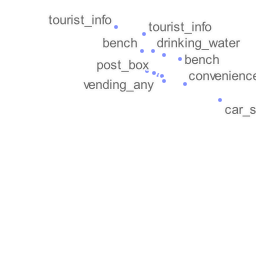 tourist_info
tourist_info
bench
drinking_water
bench
post_box
convenience
vending_any
car_s